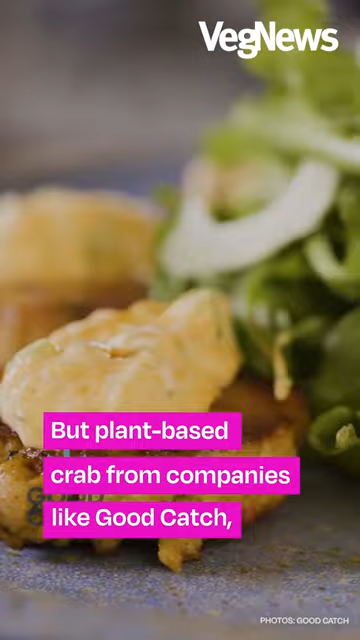 VegNews
But plant-based
crab from companies
like Good Catch,
PHOTOS: GOOD CATCH